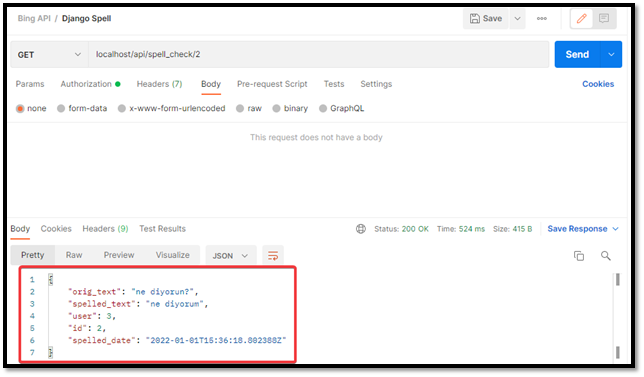 Bing API / Django Spell
Save
GET localhost/api/spell_check/2 Send
Params Authorization Headers (7) Body Pre-request Script Tests Settings Cookies
none form-data x-www-form-urlencoded raw binary GraphQL
This request does not have a body
Body Cookies Headers (9) Test Results Status: 200 OK Time: 524 ms Size: 415 B Save Response
Pretty Raw Preview Visualize JSON
1 {
2 "orig_text": "ne diyorun?",
3 "spelled_text": "ne diyorum",
4 "user": 3,
5 "id": 2,
6 "spelled_date": "2022-01-01T15:36:18.802388Z"
7 }